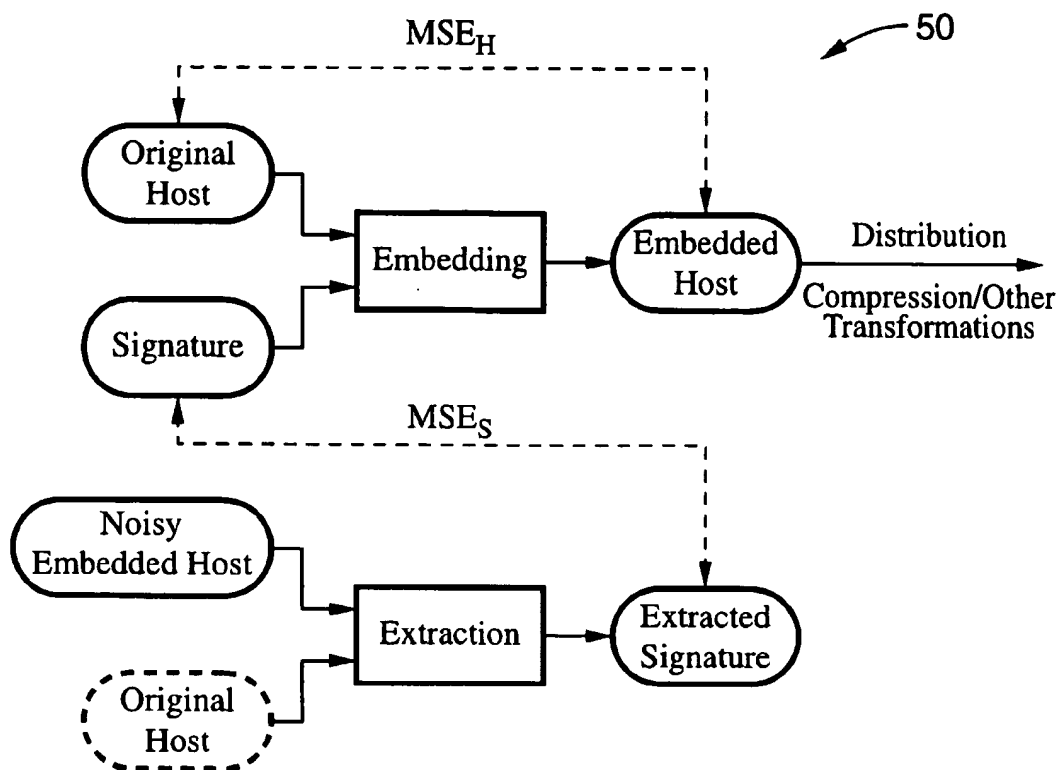 MSE_H
50
Original
Host
Embedding
Embedded
Host
Distribution
Compression/Other
Transformations
Signature
MSE_S
Noisy
Embedded Host
Extraction
Extracted
Signature
Original
Host